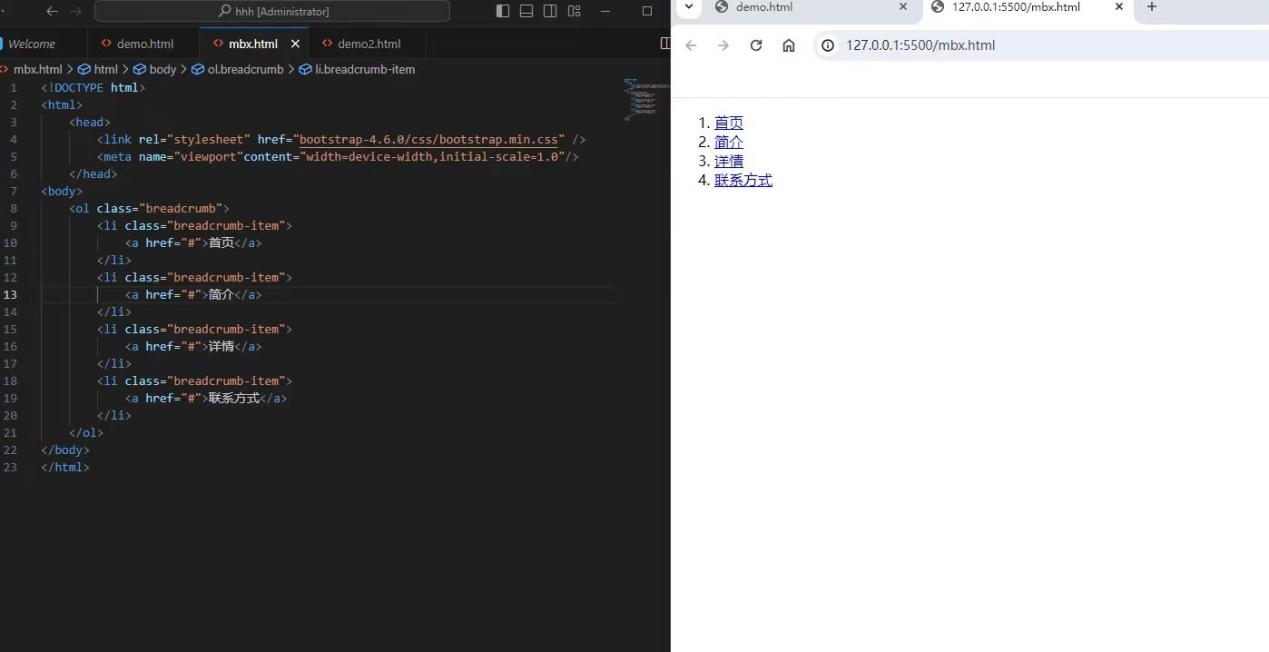 hhh [Administrator]
Welcome
demo.html
mbx.html
demo2.html
mbx.html > html > body > ol.breadcrumb > li.breadcrumb-item
1 <!DOCTYPE html>
2 <html>
3 <head>
4 <link rel="stylesheet" href="bootstrap-4.6.0/css/bootstrap.min.css" />
5 <meta name="viewport"content="width=device-width,initial-scale=1.0"/>
6 </head>
7 <body>
8 <ol class="breadcrumb">
9 <li class="breadcrumb-item">
10 <a href="#">首页</a>
11 </li>
12 <li class="breadcrumb-item">
13 <a href="#">简介</a>
14 </li>
15 <li class="breadcrumb-item">
16 <a href="#">详情</a>
17 </li>
18 <li class="breadcrumb-item">
19 <a href="#">联系方式</a>
20 </li>
21 </ol>
22 </body>
23 </html>
demo.html
127.0.0.1:5500/mbx.html
127.0.0.1:5500/mbx.html
1. 首页
2. 简介
3. 详情
4. 联系方式